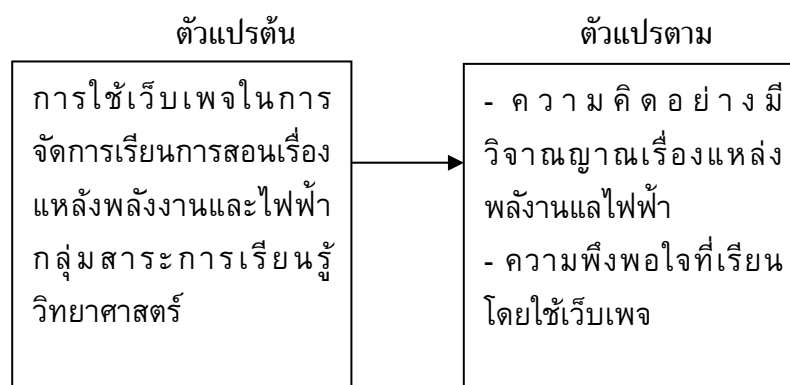 ตัวแปรต้น
ตัวแปรตาม
การใช้เว็บเพจในการ
จัดการเรียนการสอนเรื่อง
แหล้งพลังงานและไฟฟ้า
กลุ่มสาระการเรียนรู้
วิทยาศาสตร์
- ความคิดอย่างมี
วิจาณญาณเรื่องแหล่ง
พลังานแลไฟฟ้า
- ความพึงพอใจที่เรียน
โดยใช้เว็บเพจ